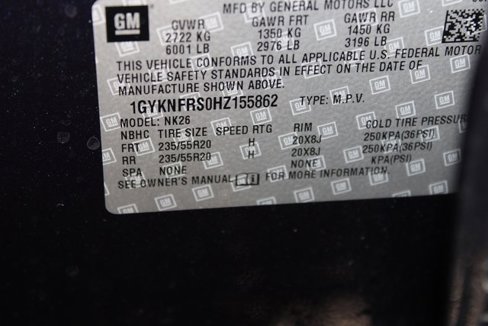 GM
MFD BY GENERAL MOTORS LLC
GVWR GAWR FRT GAWR RR
2722 KG 1350 KG 1450 KG
6001 LB 2976 LB 3196 LB
THIS VEHICLE CONFORMS TO ALL APPLICABLE U.S. FEDERAL MOTOR
VEHICLE SAFETY STANDARDS IN EFFECT ON THE DATE OF
MANUFACTURE SHOWN ABOVE.
1GYKNFRS0HZ155862 TYPE: M.P.V.
MODEL: NK26
NBHC TIRE SIZE SPEED RTG RIM COLD TIRE PRESSU
FRT 235/55R20 H 20X8J 250KPA(36PSI)
RR 235/55R20 H 20X8J 250KPA(36PSI)
SPA NONE NONE KPA(PSI)
SEE OWNER'S MANUAL FOR MORE INFORMATION.